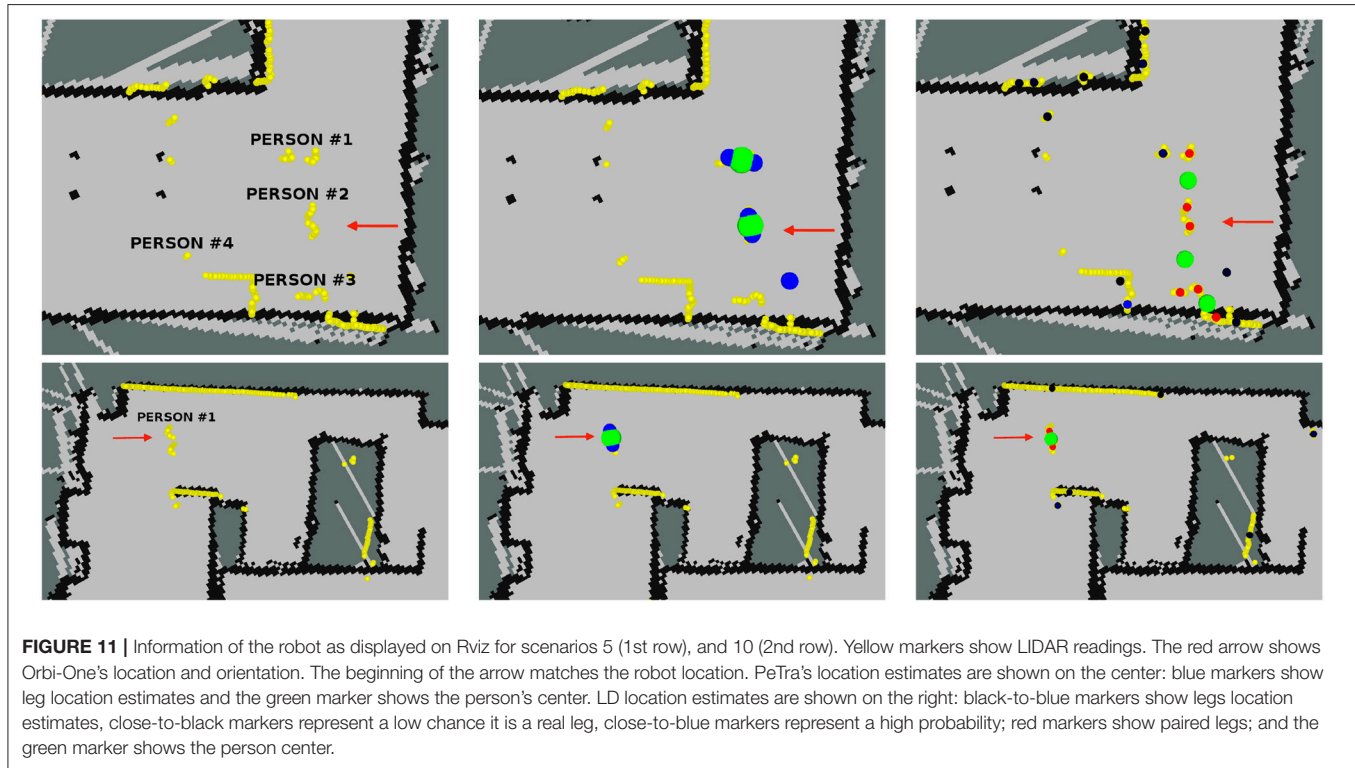 PERSON #1
PERSON #2
PERSON #4
PERSON #3
PERSON #1
FIGURE 11 | Information of the robot as displayed on Rviz for scenarios 5 (1st row), and 10 (2nd row). Yellow markers show LIDAR readings. The red arrow shows
Orbi-One's location and orientation. The beginning of the arrow matches the robot location. PeTra's location estimates are shown on the center: blue markers show
leg location estimates and the green marker shows the person's center. LD location estimates are shown on the right: black-to-blue markers show legs location
estimates, close-to-black markers represent a low chance it is a real leg, close-to-blue markers represent a high probability; red markers show paired legs; and the
green marker shows the person center.